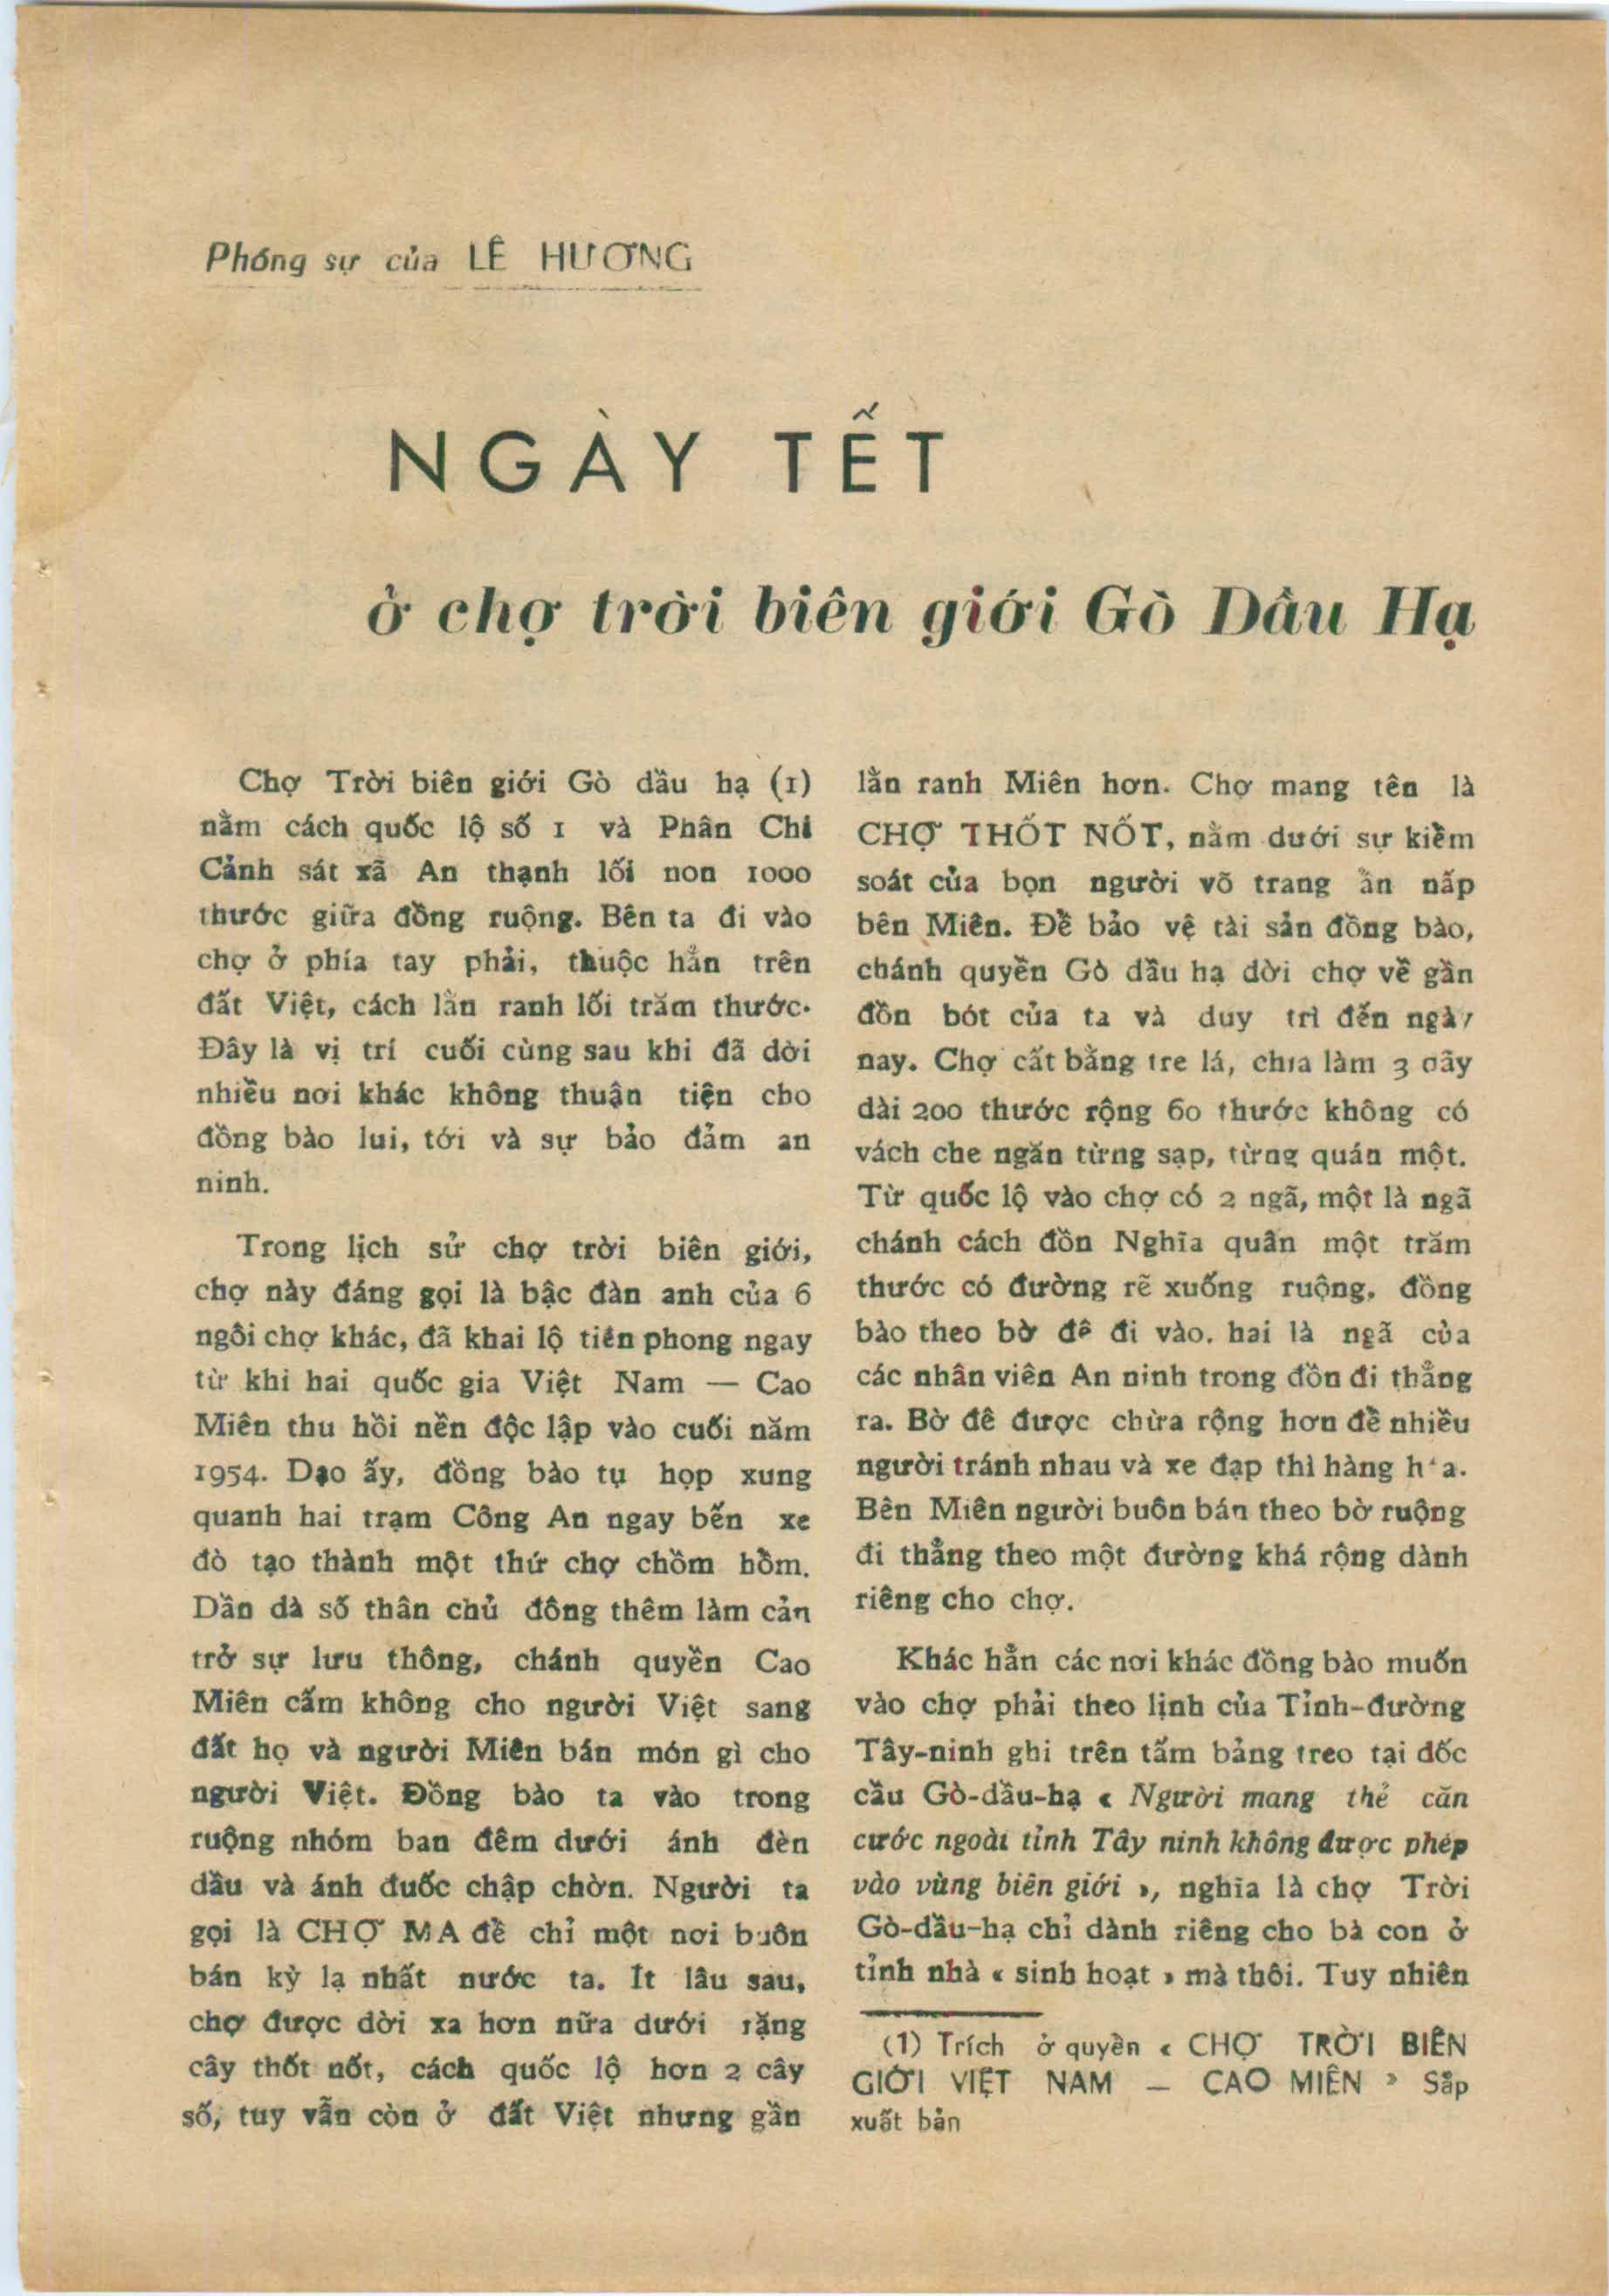 Phóng sự của LÊ HƯƠNG
NGÀY TẾT
ở chợ trời biên giới Gò Dâu Hạ
Chợ Trời biên giới Gò dầu hạ (1)
nằm cách quốc lộ số 1 và Phân Chi
Cảnh sát xã An thạnh lối non 1000
thước giữa đồng ruộng. Bên ta đi vào
chợ ở phía tay phải, thuộc hẳn trên
đất Việt, cách lằn ranh lối trăm thước.
Đây là vị trí cuối cùng sau khi đã dời
nhiều nơi khác không thuận tiện cho
đồng bào lui, tới và sự bảo đảm an
ninh.
Trong lịch sử chợ trời biên giới,
chợ này đáng gọi là bậc đàn anh của 6
ngôi chợ khác, đã khai lộ tiên phong ngay
từ khi hai quốc gia Việt Nam — Cao
Miên thu hồi nền độc lập vào cuối năm
1954. Dạo ấy, đồng bào tụ họp xung
quanh hai trạm Công An ngay bến xe
đò tạo thành một thứ chợ chồm hồm.
Dần dà số thân chủ đông thêm làm cản
trở sự lưu thông, chánh quyền Cao
Miên cấm không cho người Việt sang
đất họ và người Miên bán món gì cho
người Việt. Đồng bào ta vào trong
ruộng nhóm ban đêm dưới ánh đèn
dầu và ánh đuốc chập chờn. Người ta
gọi là CHỢ MA để chỉ một nơi buôn
bán kỳ lạ nhất nước ta. Ít lâu sau,
chợ được dời xa hơn nữa dưới rặng
cây thốt nốt, cách quốc lộ hơn 2 cây
số, tuy vẫn còn ở đất Việt nhưng gần
lằn ranh Miên hơn. Chợ mang tên là
CHỢ THỐT NỐT, nằm dưới sự kiểm
soát của bọn người võ trang ẩn nấp
bên Miên. Để bảo vệ tài sản đồng bào,
chánh quyền Gò dầu hạ dời chợ về gần
đồn bót của ta và duy trì đến ngày
nay. Chợ cất bằng tre lá, chia làm 3 dãy
dài 200 thước rộng 60 thước không có
vách che ngăn từng sạp, từng quán một.
Từ quốc lộ vào chợ có 2 ngã, một là ngã
chánh cách đồn Nghĩa quân một trăm
thước có đường rẽ xuống ruộng, đồng
bào theo bờ đê đi vào. hai là ngã của
các nhân viên An ninh trong đồn đi thẳng
ra. Bờ đê được chừa rộng hơn để nhiều
người tránh nhau và xe đạp thì hàng
Bên Miên người buôn bán theo bờ ruộng
đi thẳng theo một đường khá rộng dành
riêng cho chợ.
Khác hẳn các nơi khác đồng bào muốn
vào chợ phải theo lịnh của Tỉnh-đường
Tây-ninh ghi trên tấm bảng treo tại dốc
cầu Gò-dầu-hạ « Người mang thẻ căn
cước ngoài tỉnh Tây ninh không được phép
vào vùng biên giới », nghĩa là chợ Trời
Gò-dầu-hạ chỉ dành riêng cho bà con ở
tỉnh nhà « sinh hoạt » mà thôi. Tuy nhiên
(1) Trích ở quyển « CHỢ TRỜI BIÊN
GIỚI VIỆT NAM — CAO MIÊN » Sắp
xuất bản